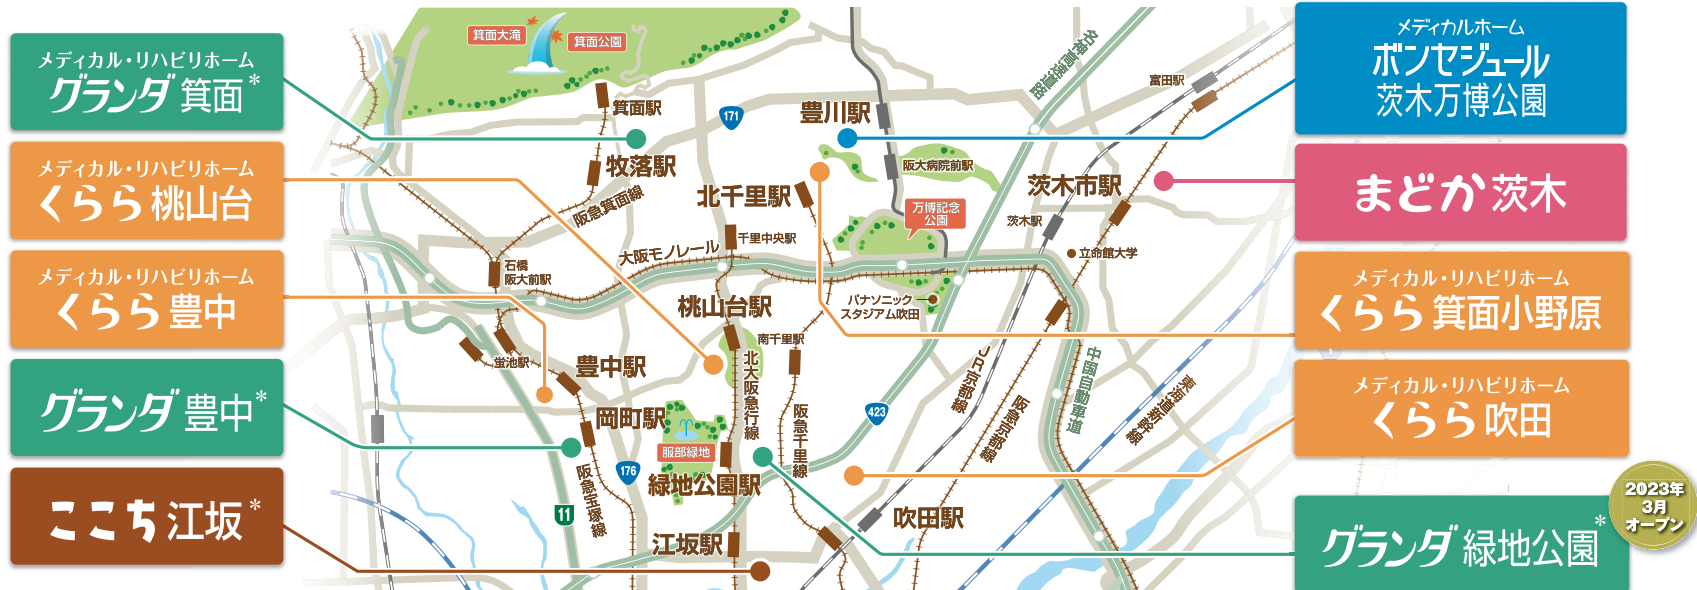 メディカル・リハビリホーム
グランダ 箕面*
メディカル・リハビリホーム
くらら 桃山台
メディカル・リハビリホーム
くらら 豊中
グランダ 豊中*
ここち 江坂*
箕面大滝
箕面公園
箕面駅
牧落駅
阪急箕面線
171
豊川駅
阪大病院前駅
名神高速道路
富田駅
北千里駅
千里中央駅
万博記念
公園
茨木市駅
茨木駅
立命館大学
石橋
阪大前駅
大阪モノレール
パナソニック
スタジアム吹田
桃山台駅
南千里駅
蛍池駅
豊中駅
岡町駅
北大阪急行線
阪急千里線
423
JR京都線
阪急京都線
中国自動車道
東海道新幹線
服部緑地
緑地公園駅
176
阪急宝塚線
11
江坂駅
吹田駅
メディカルホーム
ボンセジュール
茨木万博公園
まどか 茨木
メディカル・リハビリホーム
くらら 箕面小野原
メディカル・リハビリホーム
くらら 吹田
2023年
3月
オープン
グランダ 緑地公園*